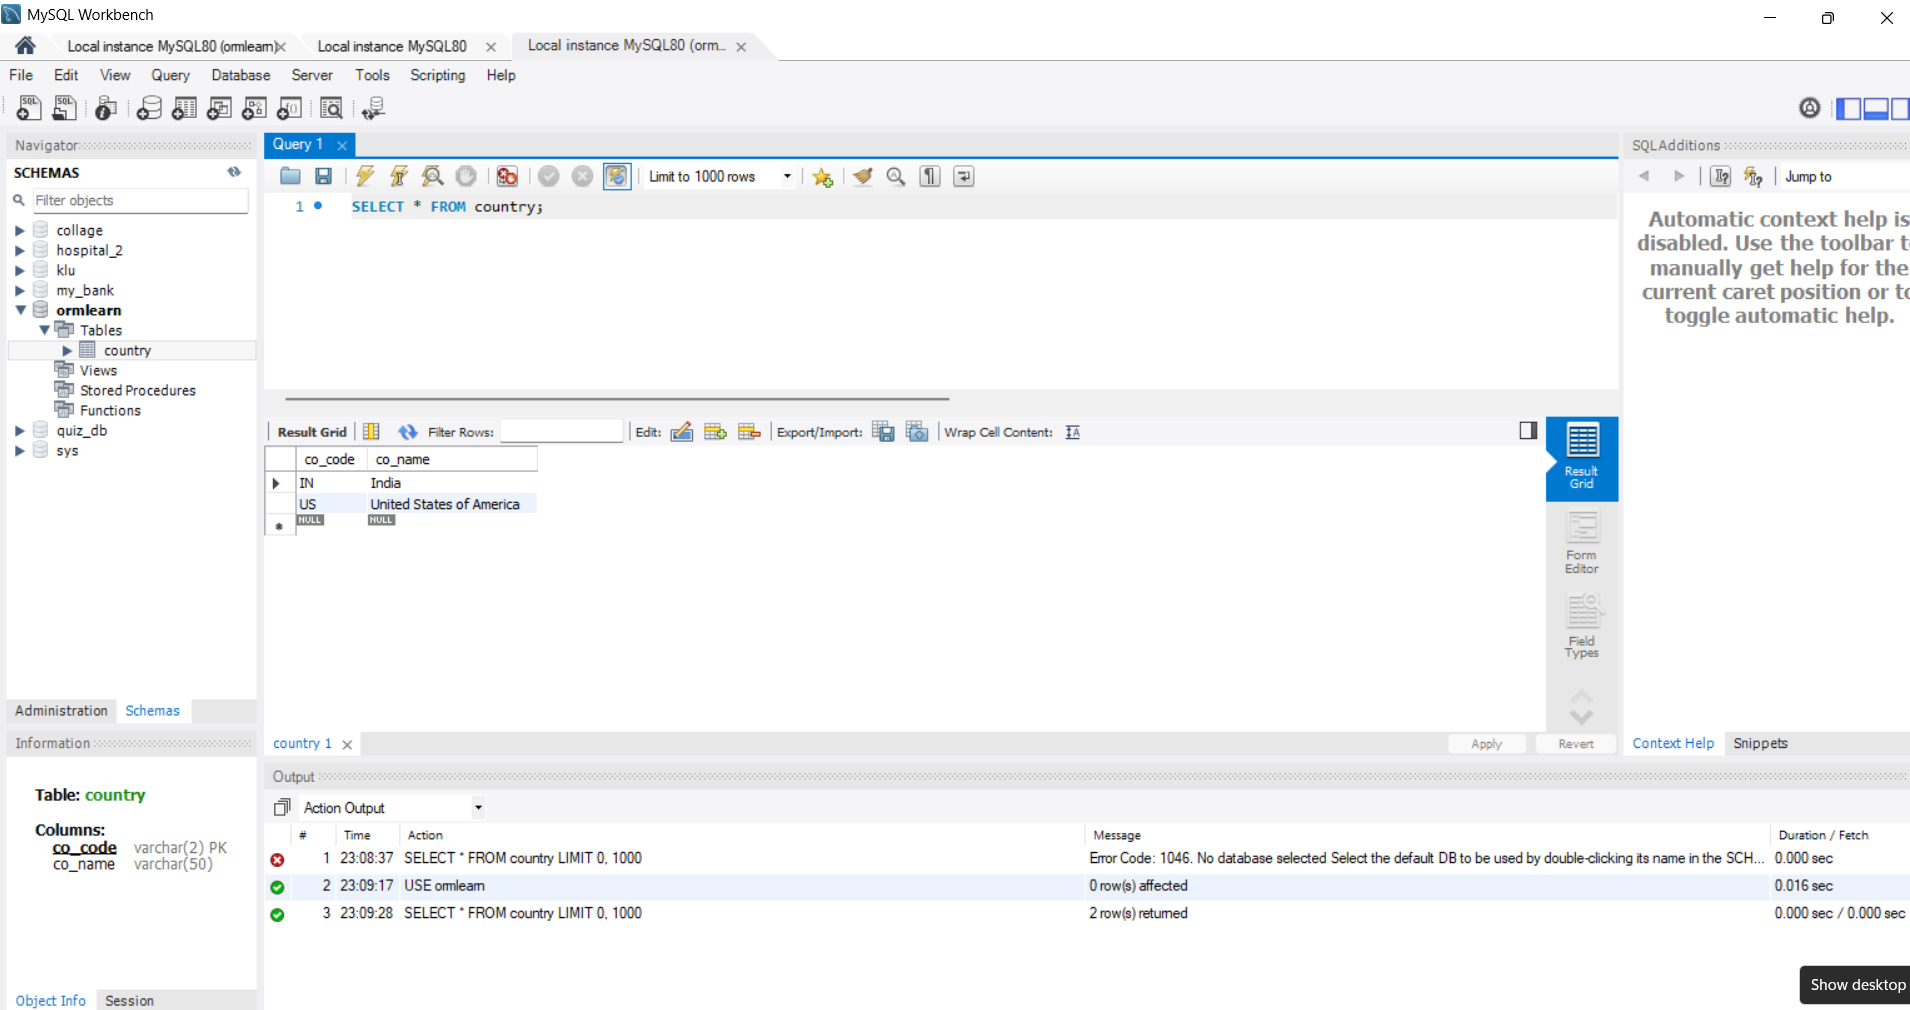 MySQL Workbench
Local instance MySQL80 (ormlearn)
Local instance MySQL80
Local instance MySQL80 (orm...
File Edit View Query Database Server Tools Scripting Help
Navigator
SCHEMAS
Filter objects
collage
hospital_2
klu
my_bank
ormlearn
Tables
country
Views
Stored Procedures
Functions
quiz_db
sys
Administration Schemas
Information
Table: country
Columns:
co_code varchar(2) PK
co_name varchar(50)
Object Info Session
Query 1
Limit to 1000 rows
1 SELECT * FROM country;
Result Grid Filter Rows: Edit: Export/Import: Wrap Cell Content:
co_code co_name
IN India
US United States of America
NULL NULL
Result
Grid
Form
Editor
Field
Types
country 1
Apply Revert
SQLAdditions
Jump to
Automatic context help is
disabled. Use the toolbar
manually get help for the
current caret position or
toggle automatic help.
Context Help Snippets
Output
Action Output
# Time Action Message Duration / Fetch
1 23:08:37 SELECT * FROM country LIMIT 0, 1000 Error Code: 1046. No database selected Select the default DB to be used by double-clicking its name in the SCH... 0.000 sec
2 23:09:17 USE ormlearn 0 row(s) affected 0.016 sec
3 23:09:28 SELECT * FROM country LIMIT 0, 1000 2 row(s) returned 0.000 sec / 0.000 sec
Show desktop